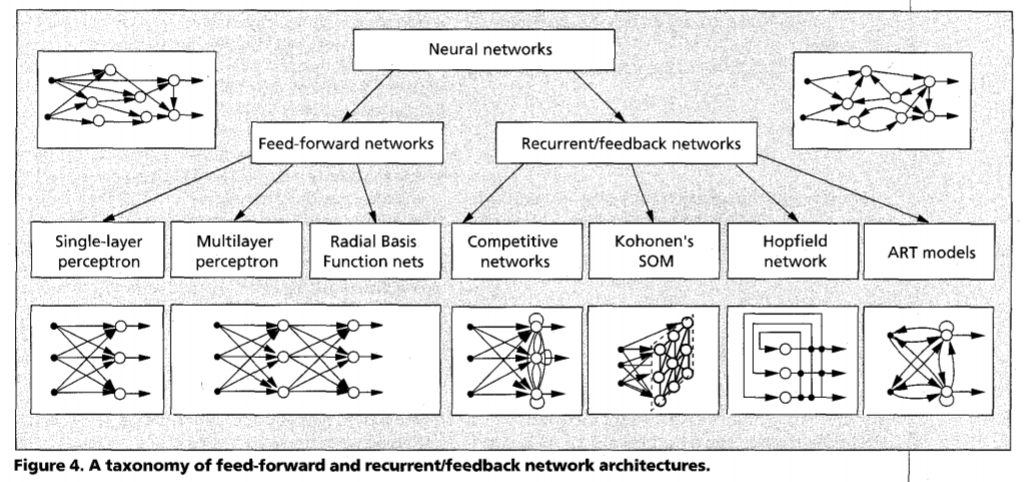 Neural networks
Feed-forward networks
Recurrent/feedback networks
Single-layer
perceptron
Multilayer
perceptron
Radial Basis
Function nets
Competitive
networks
Kohonen's
SOM
Hopfield
network
ART models
Figure 4. A taxonomy of feed-forward and recurrent/feedback network architectures.